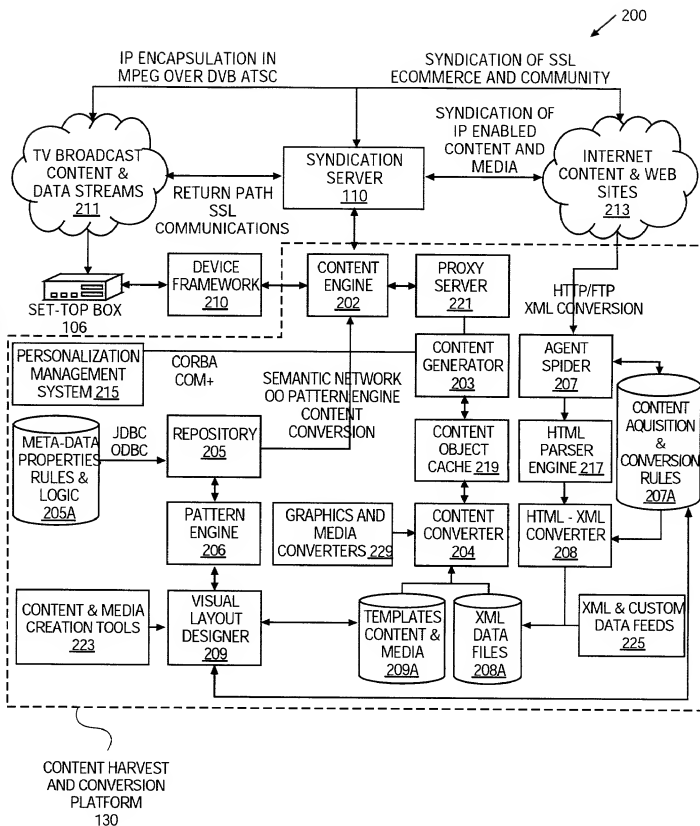 200
IP ENCAPSULATION IN
MPEG OVER DVB ATSC
SYNDICATION OF SSL
ECOMMERCE AND COMMUNITY
SYNDICATION OF
IP ENABLED
CONTENT AND
MEDIA
TV BROADCAST
CONTENT &
DATA STREAMS
211
SYNDICATION
SERVER
110
INTERNET
CONTENT & WEB
SITES
213
RETURN PATH
SSL
COMMUNICATIONS
SET-TOP BOX
106
DEVICE
FRAMEWORK
210
CONTENT
ENGINE
202
PROXY
SERVER
221
HTTP/FTP
XML CONVERSION
PERSONALIZATION
MANAGEMENT
SYSTEM 215
CORBA
COM+
SEMANTIC NETWORK
OO PATTERN ENGINE
CONTENT
CONVERSION
CONTENT
GENERATOR
203
AGENT
SPIDER
207
META-DATA
PROPERTIES
RULES &
LOGIC
205A
JDBC
ODBC
REPOSITORY
205
CONTENT
OBJECT
CACHE 219
HTML
PARSER
ENGINE 217
CONTENT
AQUISITION &
CONVERSION
RULES
207A
PATTERN
ENGINE
206
GRAPHICS AND
MEDIA
CONVERTERS 229
CONTENT
CONVERTER
204
HTML - XML
CONVERTER
208
CONTENT & MEDIA
CREATION TOOLS
223
VISUAL
LAYOUT
DESIGNER
209
TEMPLATES
CONTENT &
MEDIA
209A
XML
DATA
FILES
208A
XML & CUSTOM
DATA FEEDS
225
CONTENT HARVEST
AND CONVERSION
PLATFORM
130